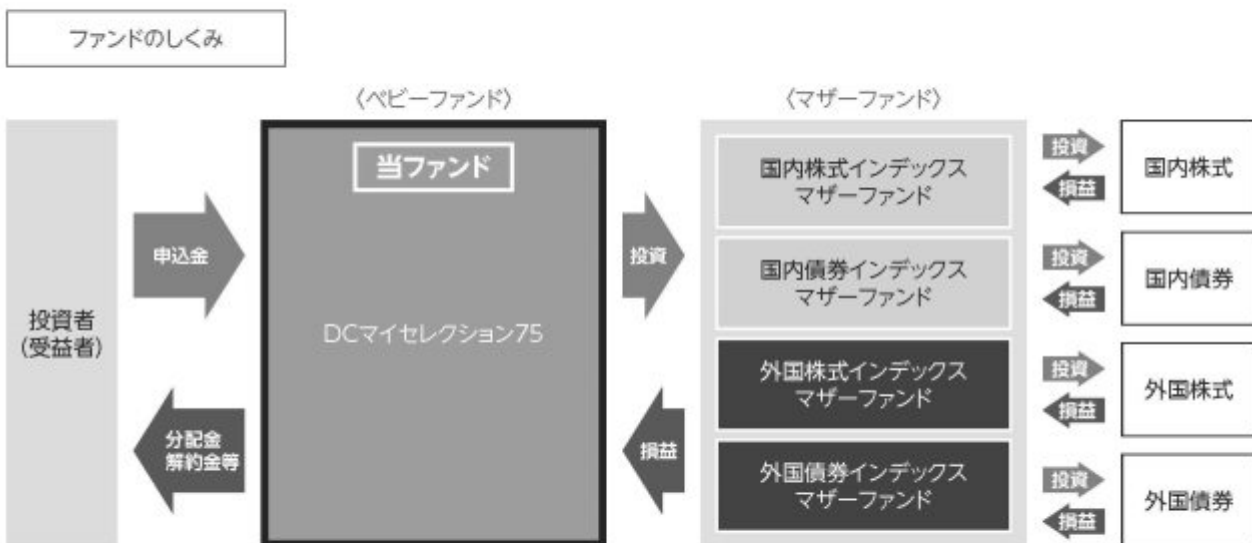 ファンドのしくみ
〈ベビーファンド〉
〈マザーファンド〉
投資者
(受益者)
申込金
分配金
解約金等
当ファンド
DCマイセレクション75
投資
損益
国内株式インデックス
マザーファンド
投資
損益
国内株式
国内債券インデックス
マザーファンド
投資
損益
国内債券
外国株式インデックス
マザーファンド
投資
損益
外国株式
外国債券インデックス
マザーファンド
投資
損益
外国債券